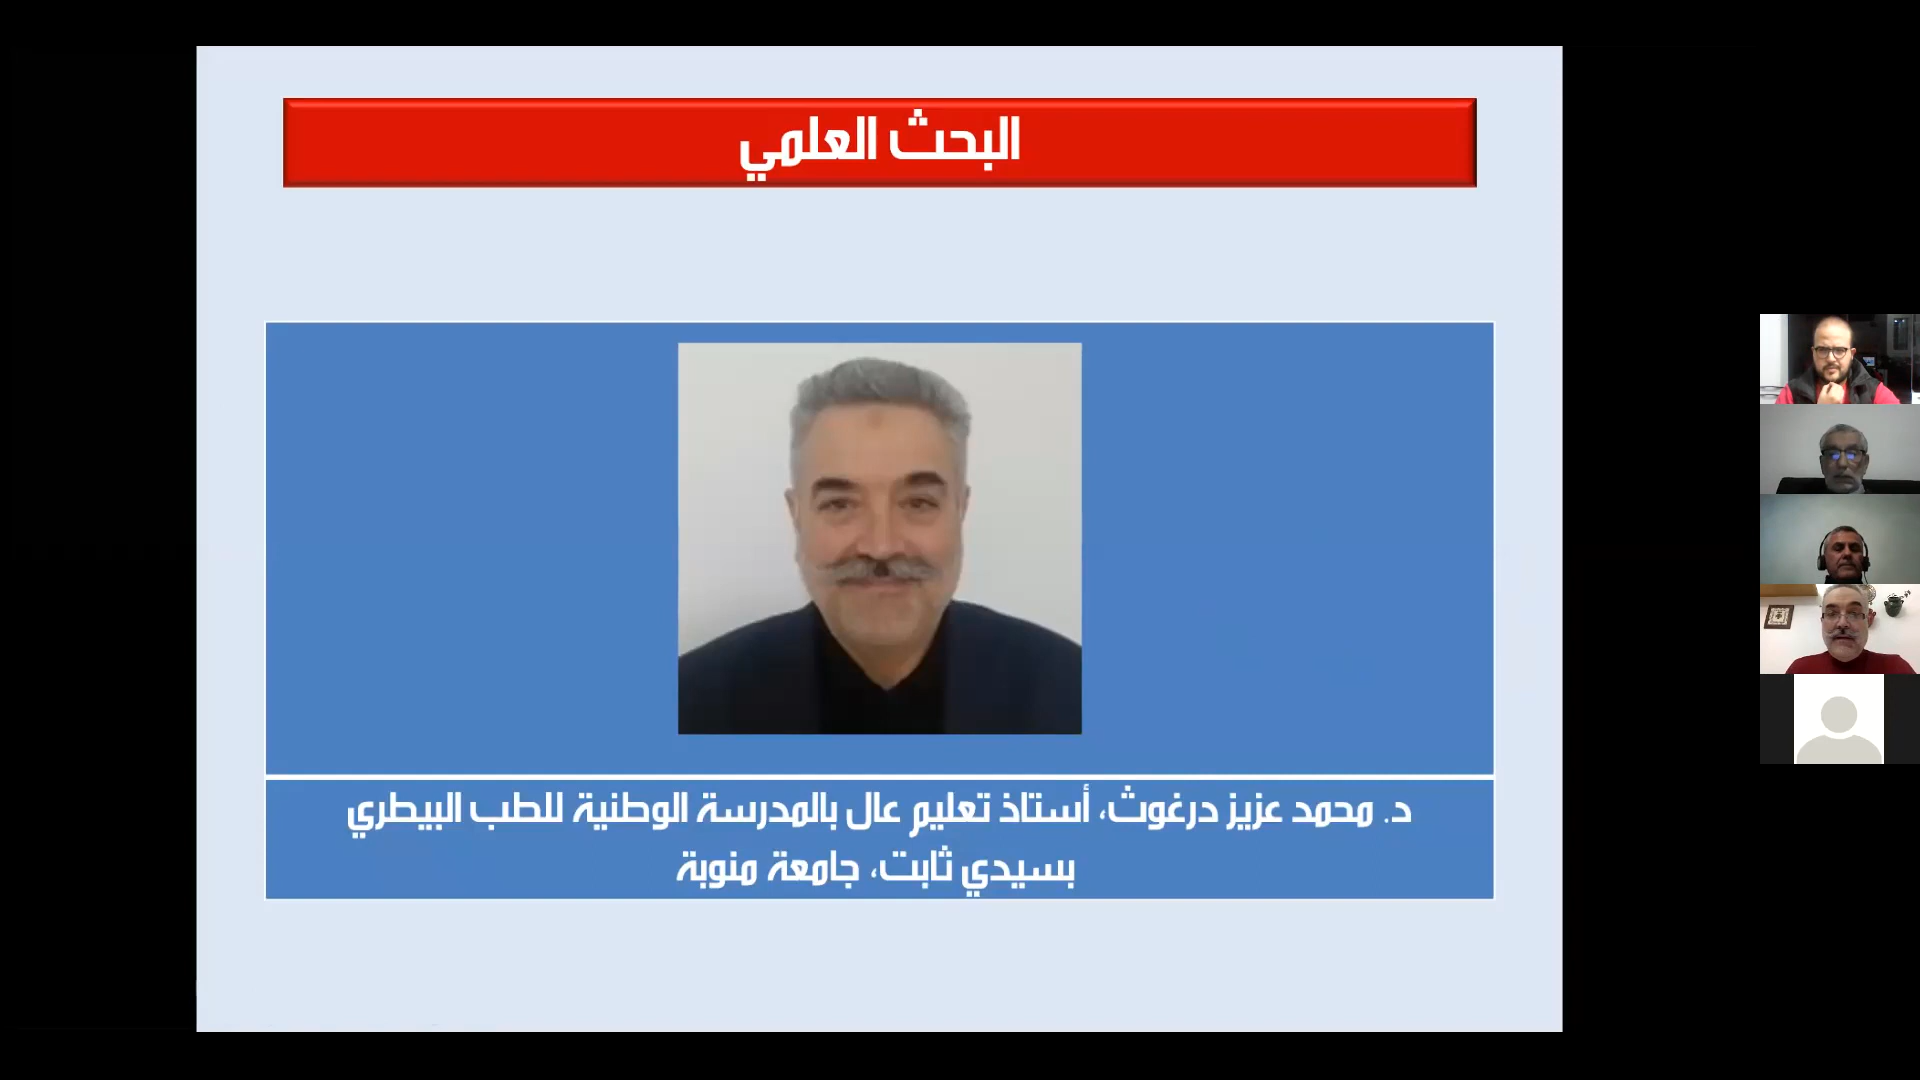 البحث العلمي
د. محمد عزيز درغوث، أستاذ تعليم عال بالمدرسة الوطنية للطب البيطري
بسيدي ثابت، جامعة منوبة